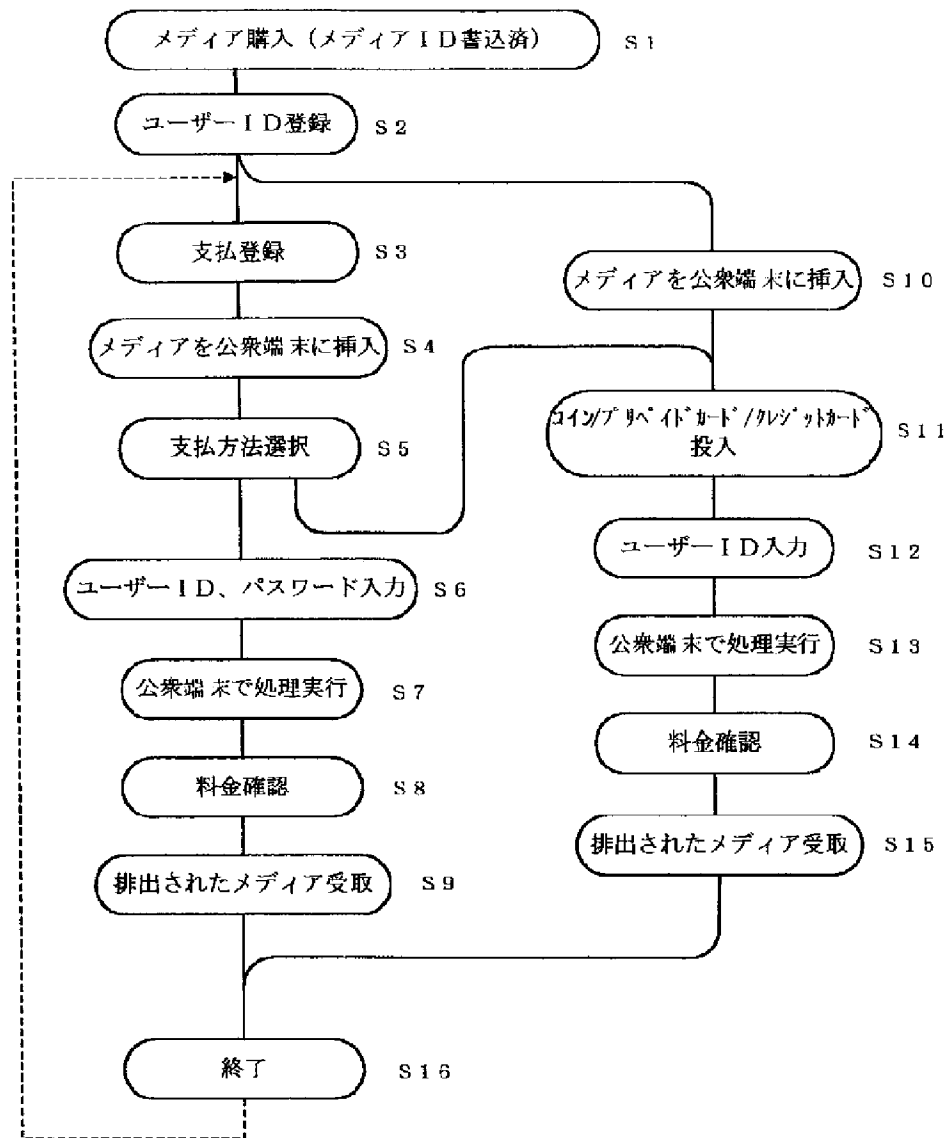 メディア購入（メディアＩＤ書込済） Ｓ１
ユーザーＩＤ登録 Ｓ２
支払登録 Ｓ３
メディアを公衆端末に挿入 Ｓ４
支払方法選択 Ｓ５
ユーザーＩＤ、パスワード入力 Ｓ６
公衆端末で処理実行 Ｓ７
料金確認 Ｓ８
排出されたメディア受取 Ｓ９
メディアを公衆端末に挿入 Ｓ１０
ｺｲﾝ/ﾌﾟﾘﾍﾟｲﾄﾞｶｰﾄﾞ/ｸﾚｼﾞｯﾄｶｰﾄﾞ
投入 Ｓ１１
ユーザーＩＤ入力 Ｓ１２
公衆端末で処理実行 Ｓ１３
料金確認 Ｓ１４
排出されたメディア受取 Ｓ１５
終了 Ｓ１６